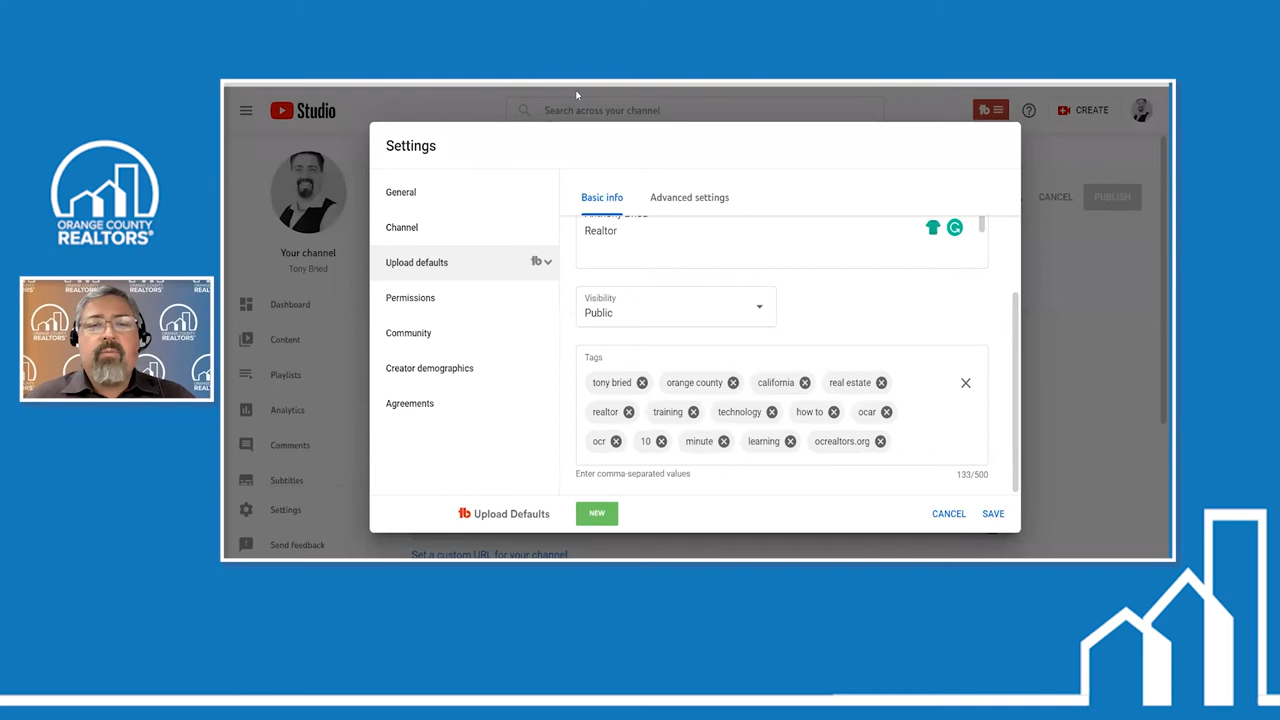 ORANGE COUNTY
REALTORS®
Studio
Search across your channel
CREATE
Your channel
Tony Bried
Dashboard
Content
Playlists
Analytics
Comments
Subtitles
Settings
Send feedback
CANCEL
PUBLISH
Settings
General
Channel
Upload defaults
Permissions
Community
Creator demographics
Agreements
Basic info
Advanced settings
Realtor
Visibility
Public
Tags
tony bried orange county california real estate
realtor training technology how to ocar
ocr 10 minute learning ocrealtors.org
Enter comma-separated values
133/500
tb Upload Defaults
NEW
CANCEL
SAVE
Set a custom URL for your channel